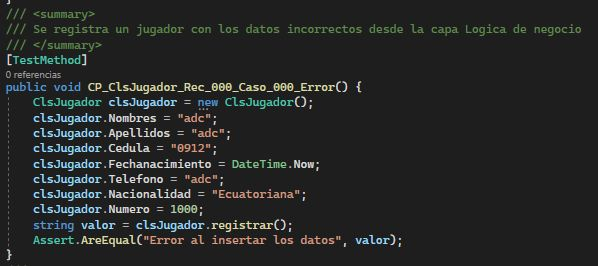 /// <summary>
/// Se registra un jugador con los datos incorrectos desde la capa Logica de negocio
/// </summary>
[TestMethod]
0 referencias
public void CP_ClsJugador_Rec_000_Caso_000_Error() {
ClsJugador clsJugador = new ClsJugador();
clsJugador.Nombres = "adc";
clsJugador.Apellidos = "adc";
clsJugador.Cedula = "0912";
clsJugador.Fechanacimiento = DateTime.Now;
clsJugador.Telefono = "adc";
clsJugador.Nacionalidad = "Ecuatoriana";
clsJugador.Numero = 1000;
string valor = clsJugador.registrar();
Assert.AreEqual("Error al insertar los datos", valor);
}